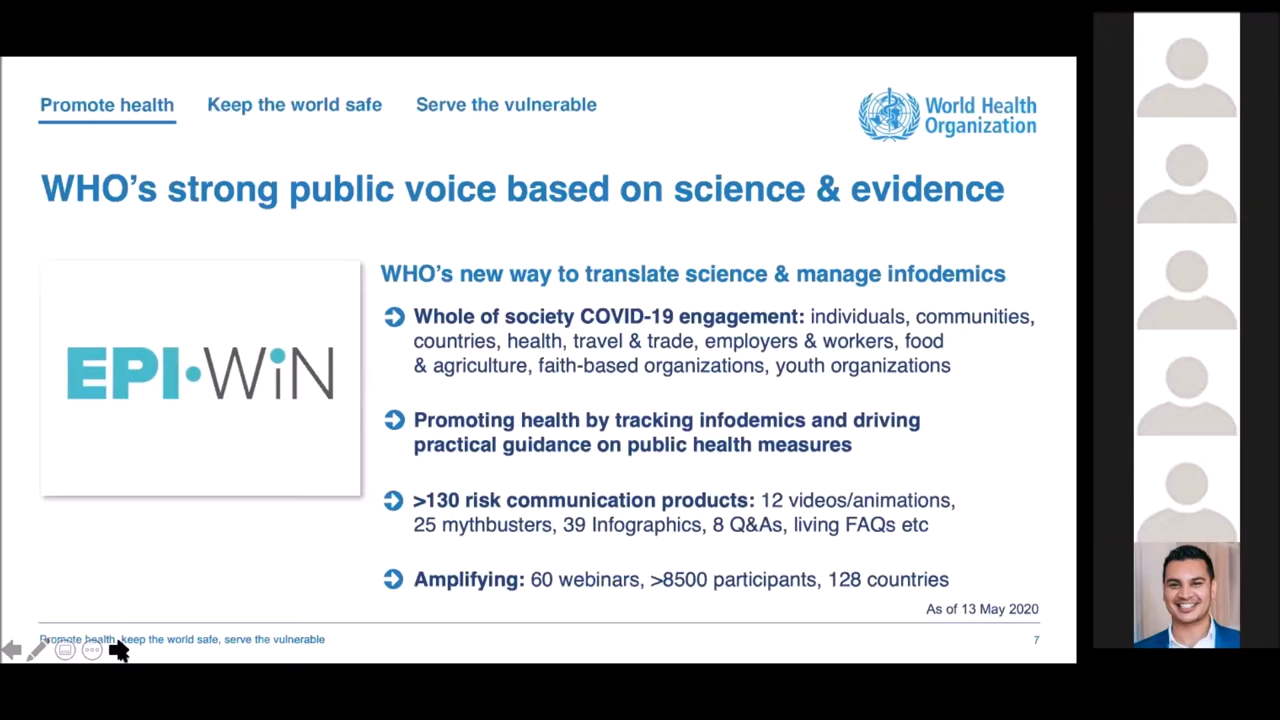 Promote health Keep the world safe Serve the vulnerable
World Health
Organization
WHO’s strong public voice based on science & evidence
EPI·WiN
WHO’s new way to translate science & manage infodemics
Whole of society COVID-19 engagement: individuals, communities,
countries, health, travel & trade, employers & workers, food
& agriculture, faith-based organizations, youth organizations
Promoting health by tracking infodemics and driving
practical guidance on public health measures
>130 risk communication products: 12 videos/animations,
25 mythbusters, 39 Infographics, 8 Q&As, living FAQs etc
Amplifying: 60 webinars, >8500 participants, 128 countries
As of 13 May 2020
Promote health, keep the world safe, serve the vulnerable
7